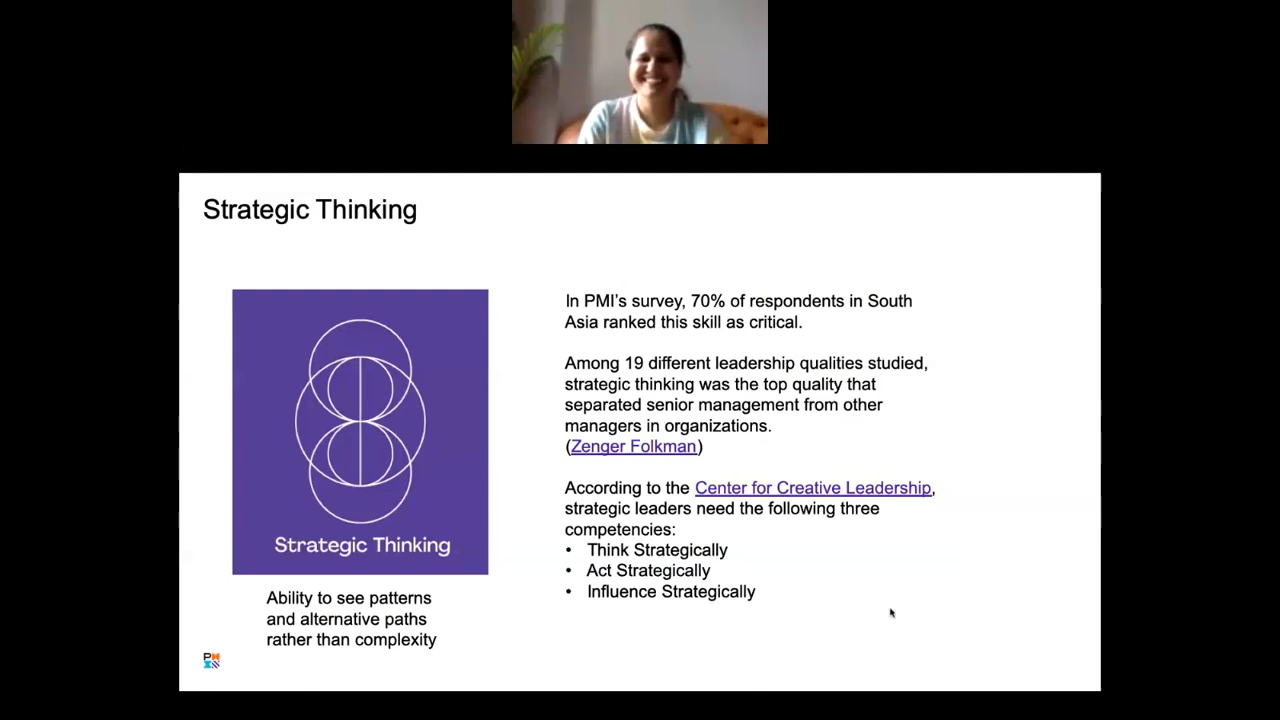 Strategic Thinking
Strategic Thinking
Ability to see patterns
and alternative paths
rather than complexity
In PMI’s survey, 70% of respondents in South
Asia ranked this skill as critical.
Among 19 different leadership qualities studied,
strategic thinking was the top quality that
separated senior management from other
managers in organizations.
(Zenger Folkman)
According to the Center for Creative Leadership,
strategic leaders need the following three
competencies:
• Think Strategically
• Act Strategically
• Influence Strategically